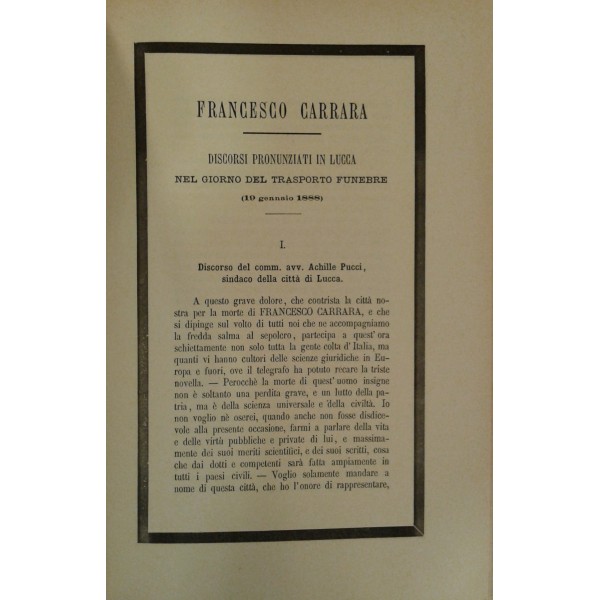 FRANCESCO CARRARA
DISCORSI PRONUNZIATI IN LUCCA
NEL GIORNO DEL TRASPORTO FUNEBRE
(19 gennaio 1888)
I.
Discorso del comm. avv. Achille Pucci,
sindaco della città di Lucca.
A questo grave dolore, che contrista la città no-
stra per la morte di FRANCESCO CARRARA, e che
si dipinge sul volto di tutti noi che ne accompagniamo
la fredda salma al sepolcro, partecipa a quest'ora
schiettamente non solo tutta la gente colta d'Italia, ma
quanti vi hanno cultori delle scienze giuridiche in Eu-
ropa e fuori, ove il telegrafo ha potuto recare la triste
novella. — Perocchè la morte di quest'uomo insigne
non è soltanto una perdita grave, e un lutto della pa-
tria, ma è della scienza universale e della civiltà. Io
non voglio nè oserei, quando anche non fosse disdice-
vole alla presente occasione, farmi a parlare della vita
e delle virtù pubbliche e private di lui, e massima-
mente dei suoi meriti scientifici, e dei suoi scritti, cosa
che dai dotti e competenti sarà fatta ampiamente in
tutti i paesi civili. — Voglio solamente mandare a
nome di questa città, che ho l'onore di rappresentare,